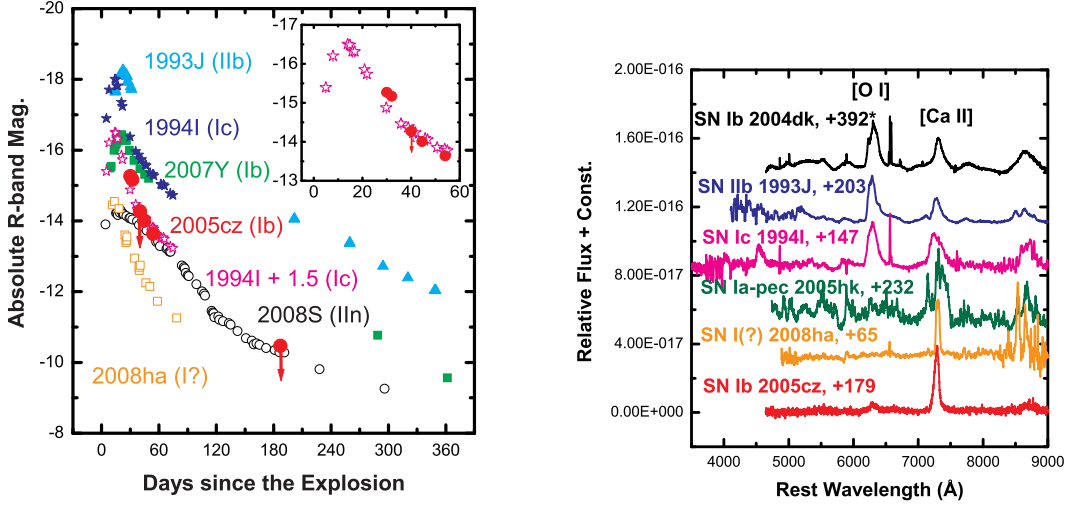 -20
-18
-16
-14
-12
-10
-8
0
60
120
180
240
300
360
Absolute R-band Mag.
Days since the Explosion
1993J (IIb)
1994I (Ic)
2007Y (Ib)
2005cz (Ib)
1994I + 1.5 (Ic)
2008S (IIn)
2008ha (I?)
-17
-16
-15
-14
-13
0
20
40
60
2.00E-016
1.60E-016
1.20E-016
8.00E-017
4.00E-017
0.00E+000
Relative Flux + Const.
[O I]
[Ca II]
SN Ib 2004dk, +392*
SN IIb 1993J, +203
SN Ic 1994I, +147
SN Ia-pec 2005hk, +232
SN I(?) 2008ha, +65
SN Ib 2005cz, +179
4000
5000
6000
7000
8000
9000
Rest Wavelength (Å)